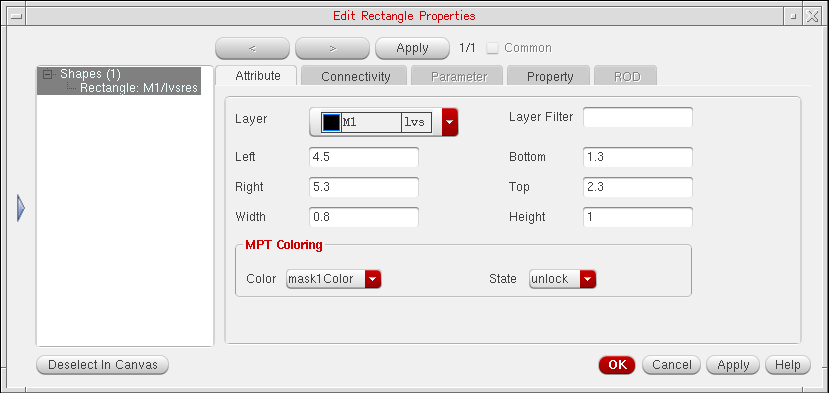 Edit Rectangle Properties
< > Apply 1/1 Common
Shapes (1)
Rectangle: M1/lvsres
Attribute Connectivity Parameter Property ROD
Layer M1 lvs Layer Filter
Left 4.5 Bottom 1.3
Right 5.3 Top 2.3
Width 0.8 Height 1
MPT Coloring
Color mask1Color State unlock
Deselect In Canvas OK Cancel Apply Help